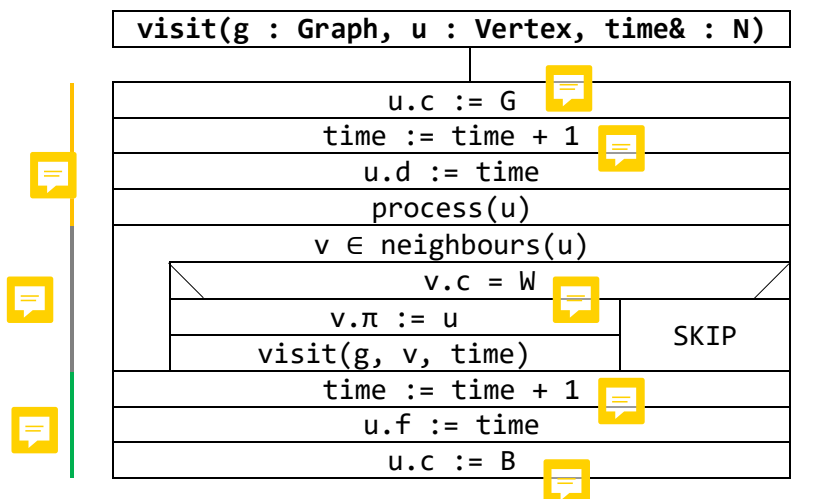 visit(g : Graph, u : Vertex, time& : N)
u.c := G
time := time + 1
u.d := time
process(u)
v ∈ neighbours(u)
v.c = W
v.π := u
SKIP
visit(g, v, time)
time := time + 1
u.f := time
u.c := B